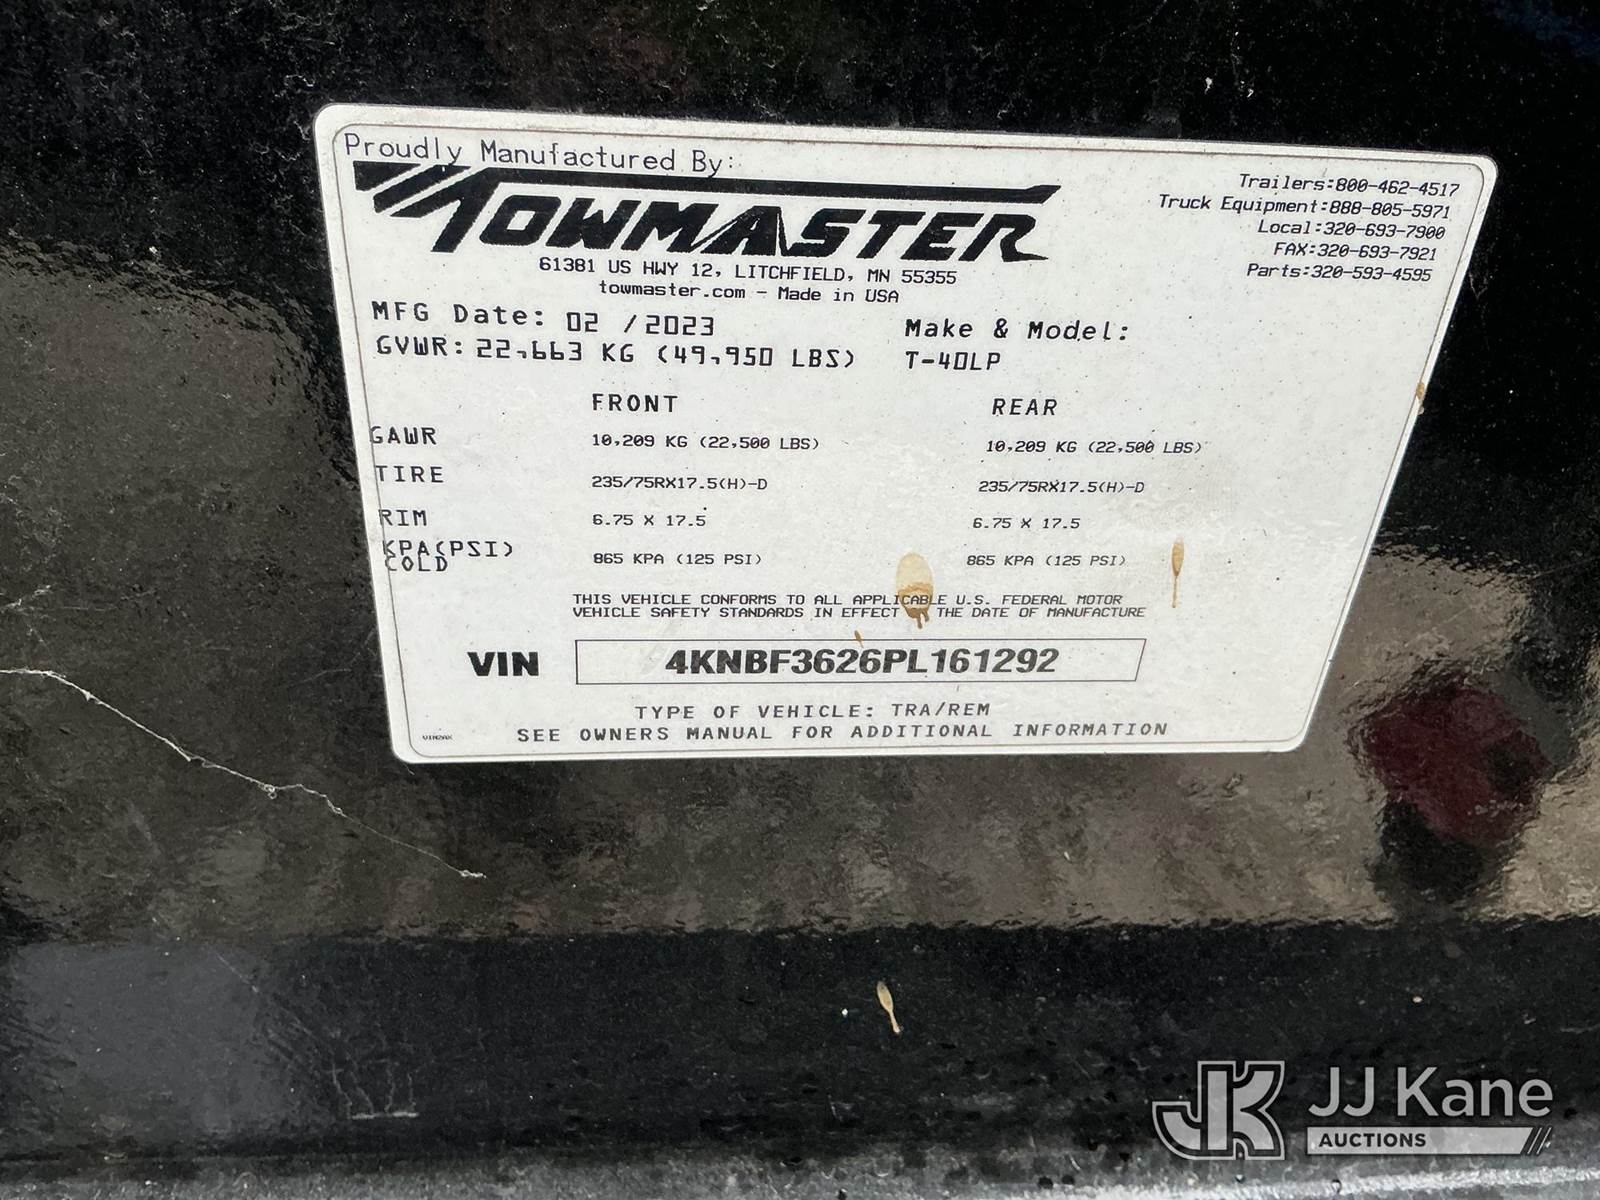 Proudly Manufactured By:
TOWMASTER
61381 US HWY 12, LITCHFIELD, MN 55355
towmaster.com - Made in USA
Trailers:800-462-4517
Truck Equipment:888-805-5971
Local:320-693-7900
FAX:320-693-7921
Parts:320-593-4595
MFG Date: 02 /2023
GVWR: 22,663 KG (49,950 LBS)
Make & Model:
T-40LP
FRONT REAR
GAWR 10,209 KG (22,500 LBS) 10,209 KG (22,500 LBS)
TIRE 235/75RX17.5(H)-D 235/75RX17.5(H)-D
RIM 6.75 X 17.5 6.75 X 17.5
KPA(PSI) COLD 865 KPA (125 PSI) 865 KPA (125 PSI)
THIS VEHICLE CONFORMS TO ALL APPLICABLE U.S. FEDERAL MOTOR
VEHICLE SAFETY STANDARDS IN EFFECT THE DATE OF MANUFACTURE
VIN 4KNBF3626PL161292
TYPE OF VEHICLE: TRA/REM
SEE OWNERS MANUAL FOR ADDITIONAL INFORMATION
JK JJ Kane
AUCTIONS